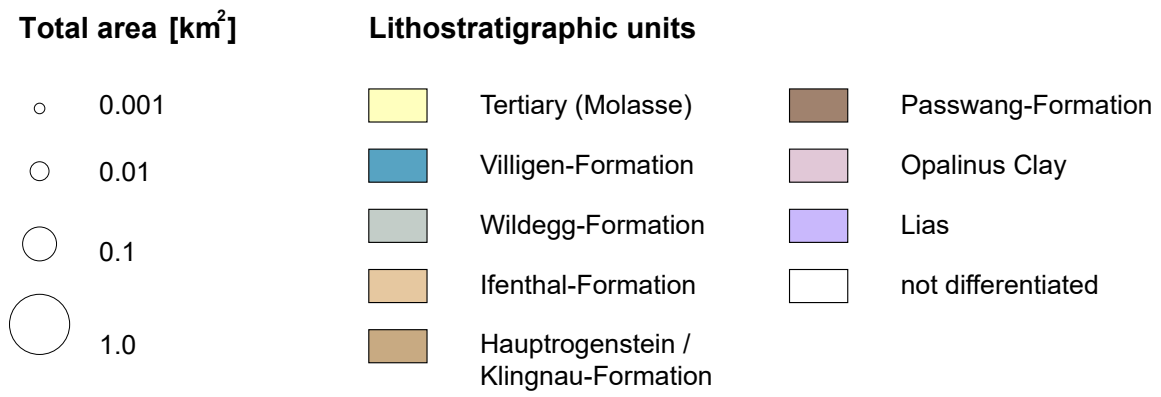 Total area [km²]
0.001
0.01
0.1
1.0
Lithostratigraphic units
Tertiary (Molasse)
Villigen-Formation
Wildegg-Formation
Ifenthal-Formation
Hauptrogenstein /
Klingnau-Formation
Passwang-Formation
Opalinus Clay
Lias
not differentiated